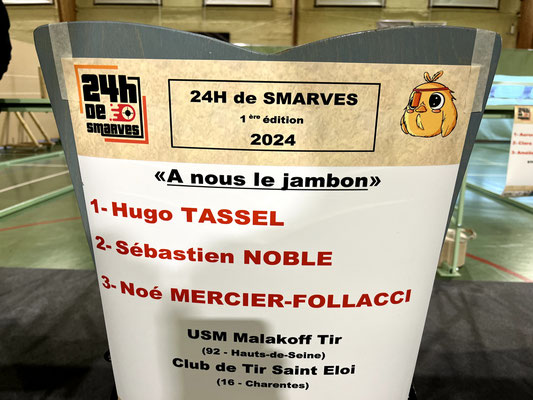 24h
DE
SMARVES
24H de SMARVES
1ère édition
2024
«A nous le jambon»
1- Hugo TASSEL
2- Sébastien NOBLE
3- Noé MERCIER-FOLLACCI
USM Malakoff Tir
(92 - Hauts-de-Seine)
Club de Tir Saint Eloi
(16 - Charentes)